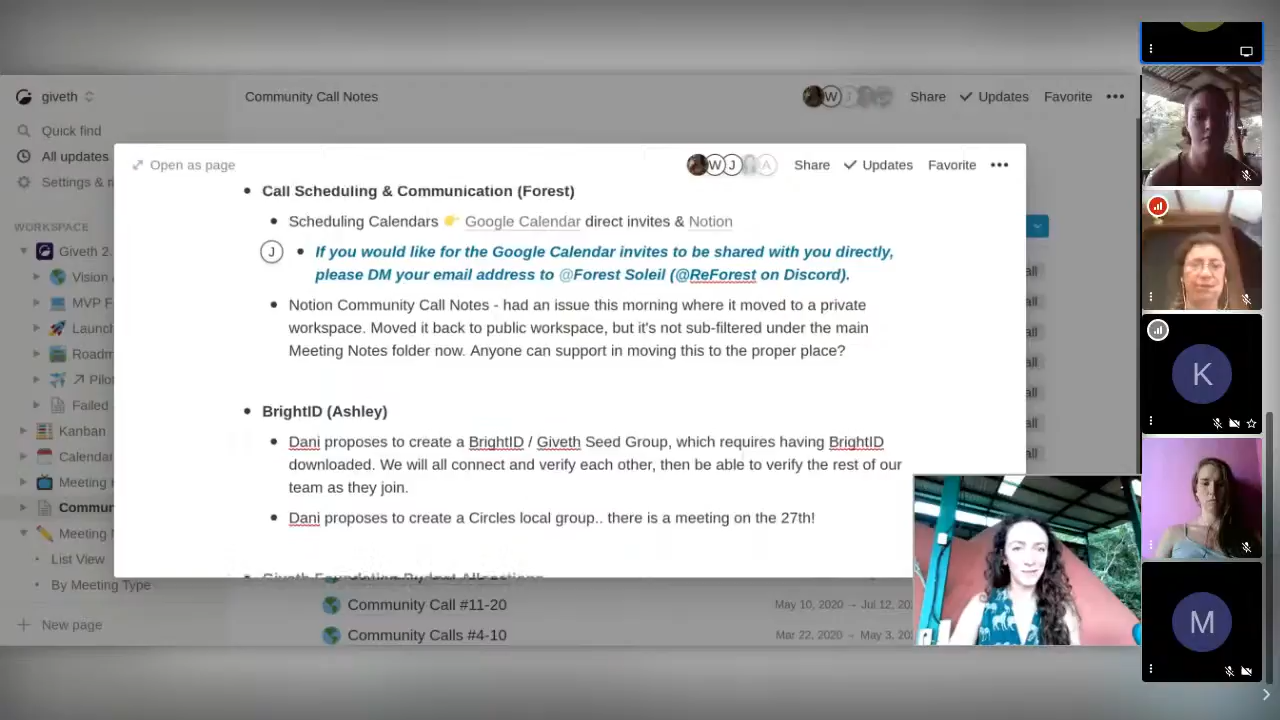 giveth
Community Call Notes
W J
Share
Updates
Favorite
Quick find
All updates
Settings &
Open as page
W J A
Share
Updates
Favorite
WORKSPACE
Giveth 2.
Vision
MVP F
Launch
Roadm
Pilot
Failed
Kanban
Calendar
Meeting
Commun
Meeting
List View
By Meeting Type
New page
Call Scheduling & Communication (Forest)
Scheduling Calendars 👉 Google Calendar direct invites & Notion
J
If you would like for the Google Calendar invites to be shared with you directly,
please DM your email address to @Forest Soleil (@ReForest on Discord).
Notion Community Call Notes - had an issue this morning where it moved to a private
workspace. Moved it back to public workspace, but it's not sub-filtered under the main
Meeting Notes folder now. Anyone can support in moving this to the proper place?
BrightID (Ashley)
Dani proposes to create a BrightID / Giveth Seed Group, which requires having BrightID
downloaded. We will all connect and verify each other, then be able to verify the rest of our
team as they join.
Dani proposes to create a Circles local group.. there is a meeting on the 27th!
Giveth Foundation Budget Allocations
Community Call #11-20
May 10, 2020 → Jul 12, 20
Community Calls #4-10
Mar 22, 2020 → May 3, 20
K
M